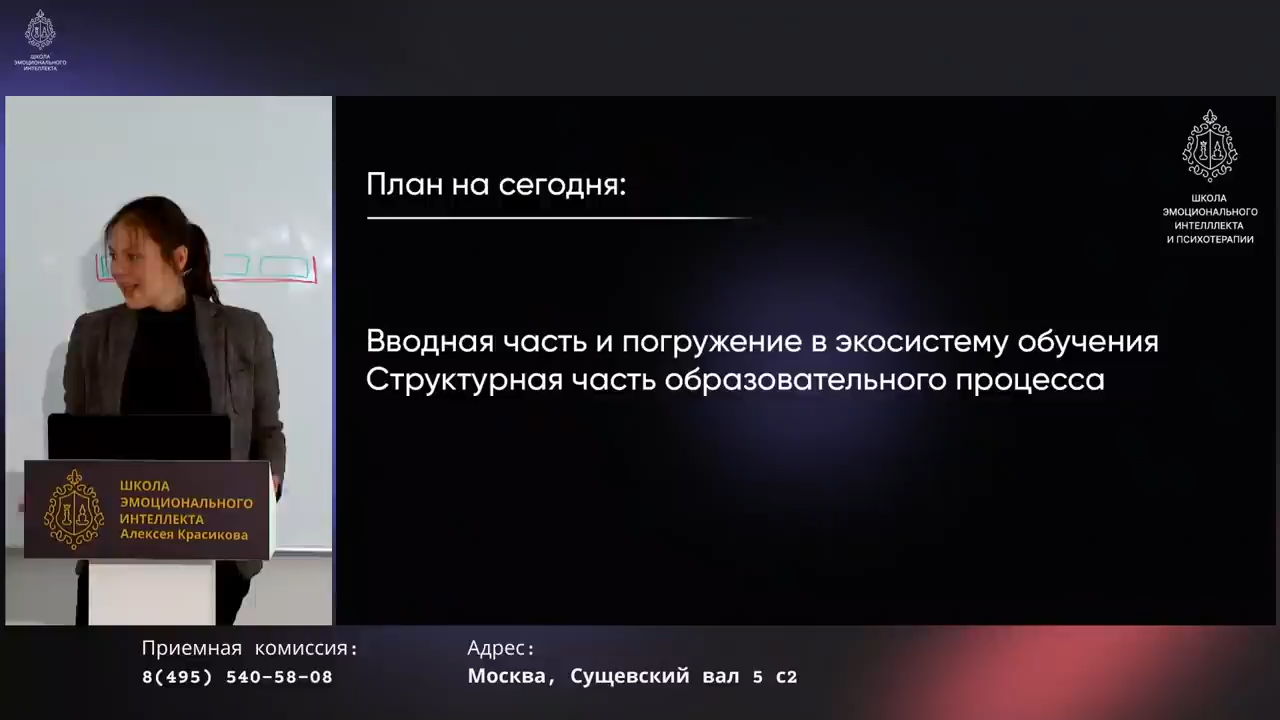 ШКОЛА
ЭМОЦИОНАЛЬНОГО
ИНТЕЛЛЕКТА
План на сегодня:
ШКОЛА
ЭМОЦИОНАЛЬНОГО
ИНТЕЛЛЛЕКТА
И ПСИХОТЕРАПИИ
Вводная часть и погружение в экосистему обучения
Структурная часть образовательного процесса
ШКОЛА
ЭМОЦИОНАЛЬНОГО
ИНТЕЛЛЕКТА
Алексея Красикова
Приемная комиссия:
8(495) 540-58-08
Адрес:
Москва, Сущевский вал 5 с2